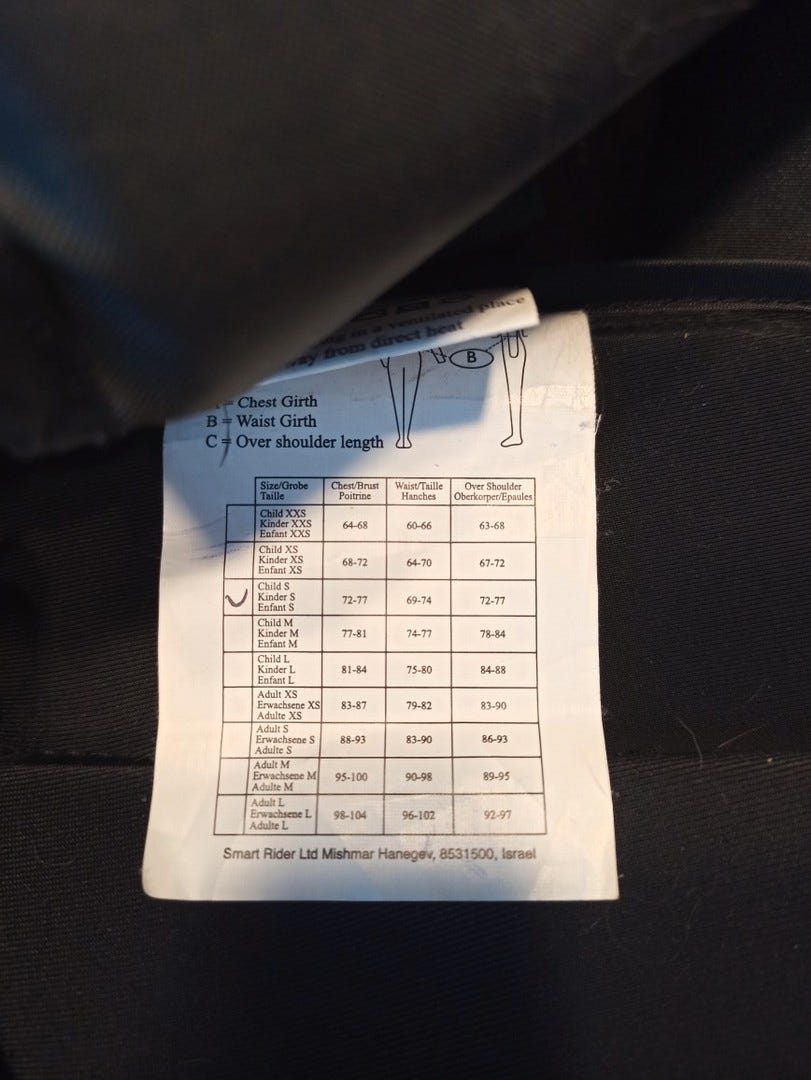 in a ventilated place
from direct heat
B
= Chest Girth
B = Waist Girth
C = Over shoulder length
Size/Grobe Chest/Brust Waist/Taille Over Shoulder
Taille Poitrine Hanches Oberkorper/Epaules
Child XXS
Kinder XXS 64-68 60-66 63-68
Enfant XXS
Child XS
Kinder XS 68-72 64-70 67-72
Enfant XS
Child S
Kinder S 72-77 69-74 72-77
Enfant S
Child M
Kinder M 77-81 74-77 78-84
Enfant M
Child L
Kinder L 81-84 75-80 84-88
Enfant L
Adult XS
Erwachsene XS 83-87 79-82 83-90
Adulte XS
Adult S
Erwachsene S 88-93 83-90 86-93
Adulte S
Adult M
Erwachsene M 95-100 90-98 89-95
Adulte M
Adult L
Erwachsene L 98-104 96-102 92-97
Adulte L
Smart Rider Ltd Mishmar Hanegev, 8531500, Israel